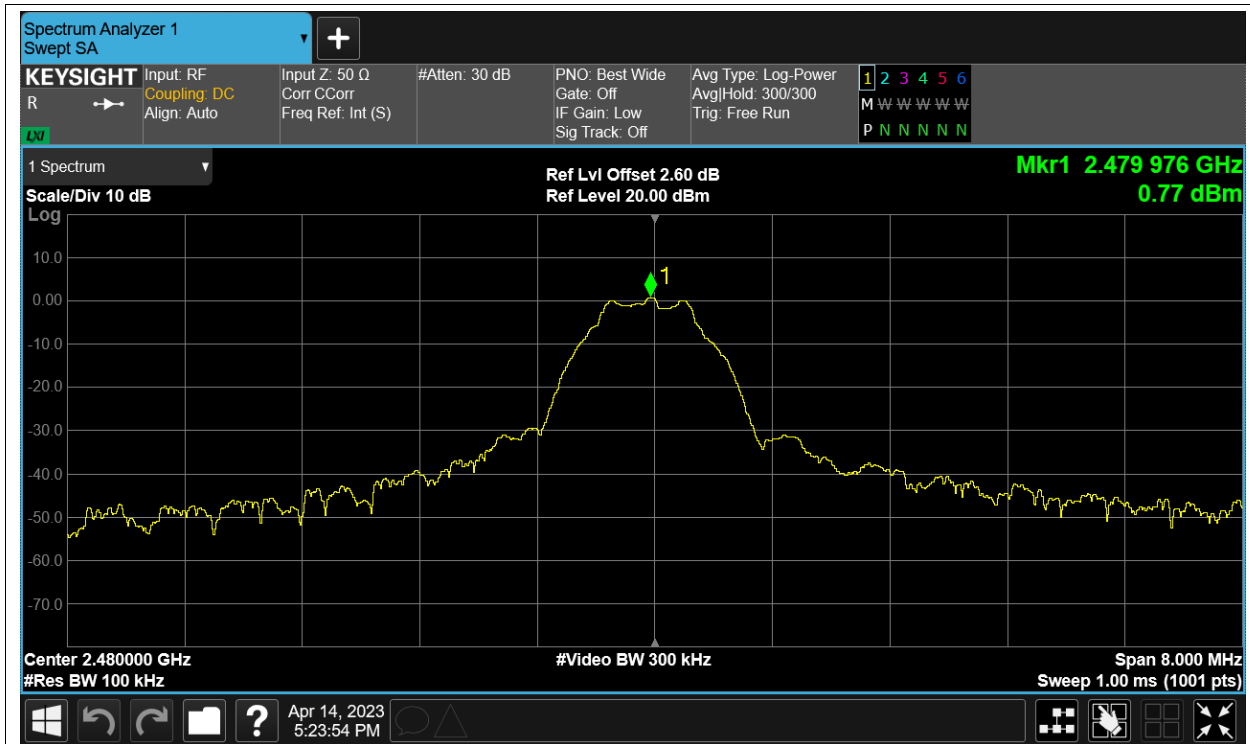 Spectrum Analyzer 1
Swept SA
+
KEYSIGHT
R
LXI
Input: RF
Coupling: DC
Align: Auto
Input Z: 50 Ω
Corr CCorr
Freq Ref: Int (S)
#Atten: 30 dB
PNO: Best Wide
Gate: Off
IF Gain: Low
Sig Track: Off
Avg Type: Log-Power
Avg|Hold: 300/300
Trig: Free Run
1 2 3 4 5 6
M W W W W W
P N N N N N
1 Spectrum
Scale/Div 10 dB
Log
Ref Lvl Offset 2.60 dB
Ref Level 20.00 dBm
Mkr1 2.479 976 GHz
0.77 dBm
1
10.0
0.00
-10.0
-20.0
-30.0
-40.0
-50.0
-60.0
-70.0
Center 2.480000 GHz
#Res BW 100 kHz
#Video BW 300 kHz
Span 8.000 MHz
Sweep 1.00 ms (1001 pts)
?
Apr 14, 2023
5:23:54 PM